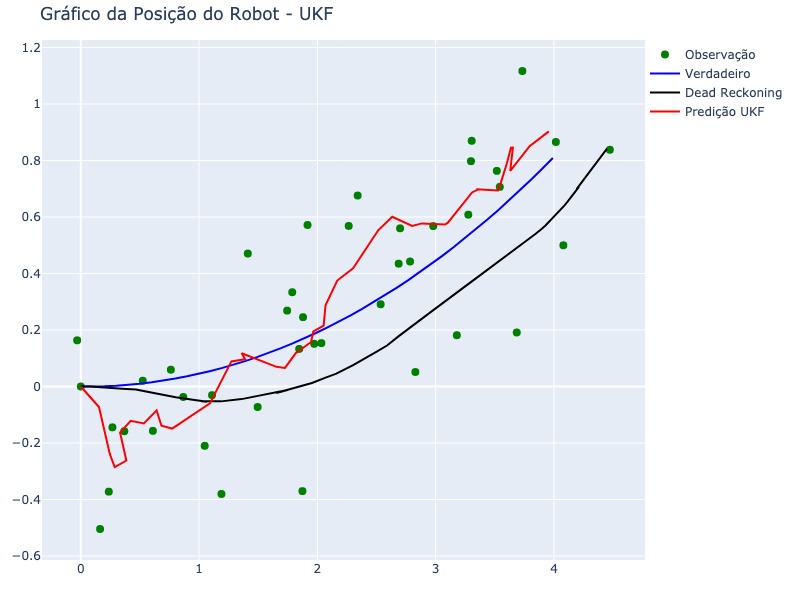 Gráfico da Posição do Robot - UKF
Observação
Verdadeiro
Dead Reckoning
Predição UKF
1.2
1
0.8
0.6
0.4
0.2
0
−0.2
−0.4
−0.6
0 1 2 3 4